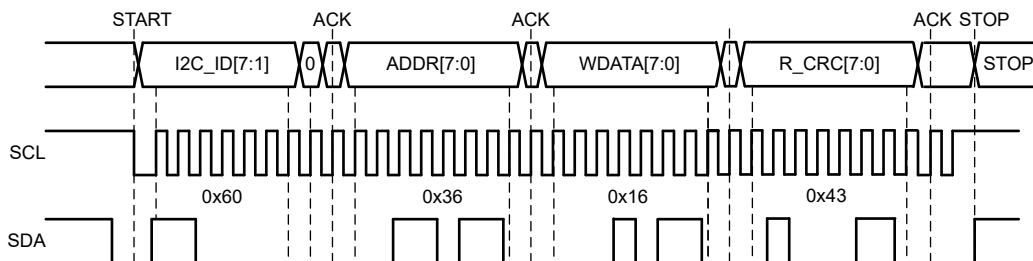 START ACK ACK ACK STOP
I2C_ID[7:1] 0 ADDR[7:0] WDATA[7:0] R_CRC[7:0] STOP
SCL
0x60 0x36 0x16 0x43
SDA